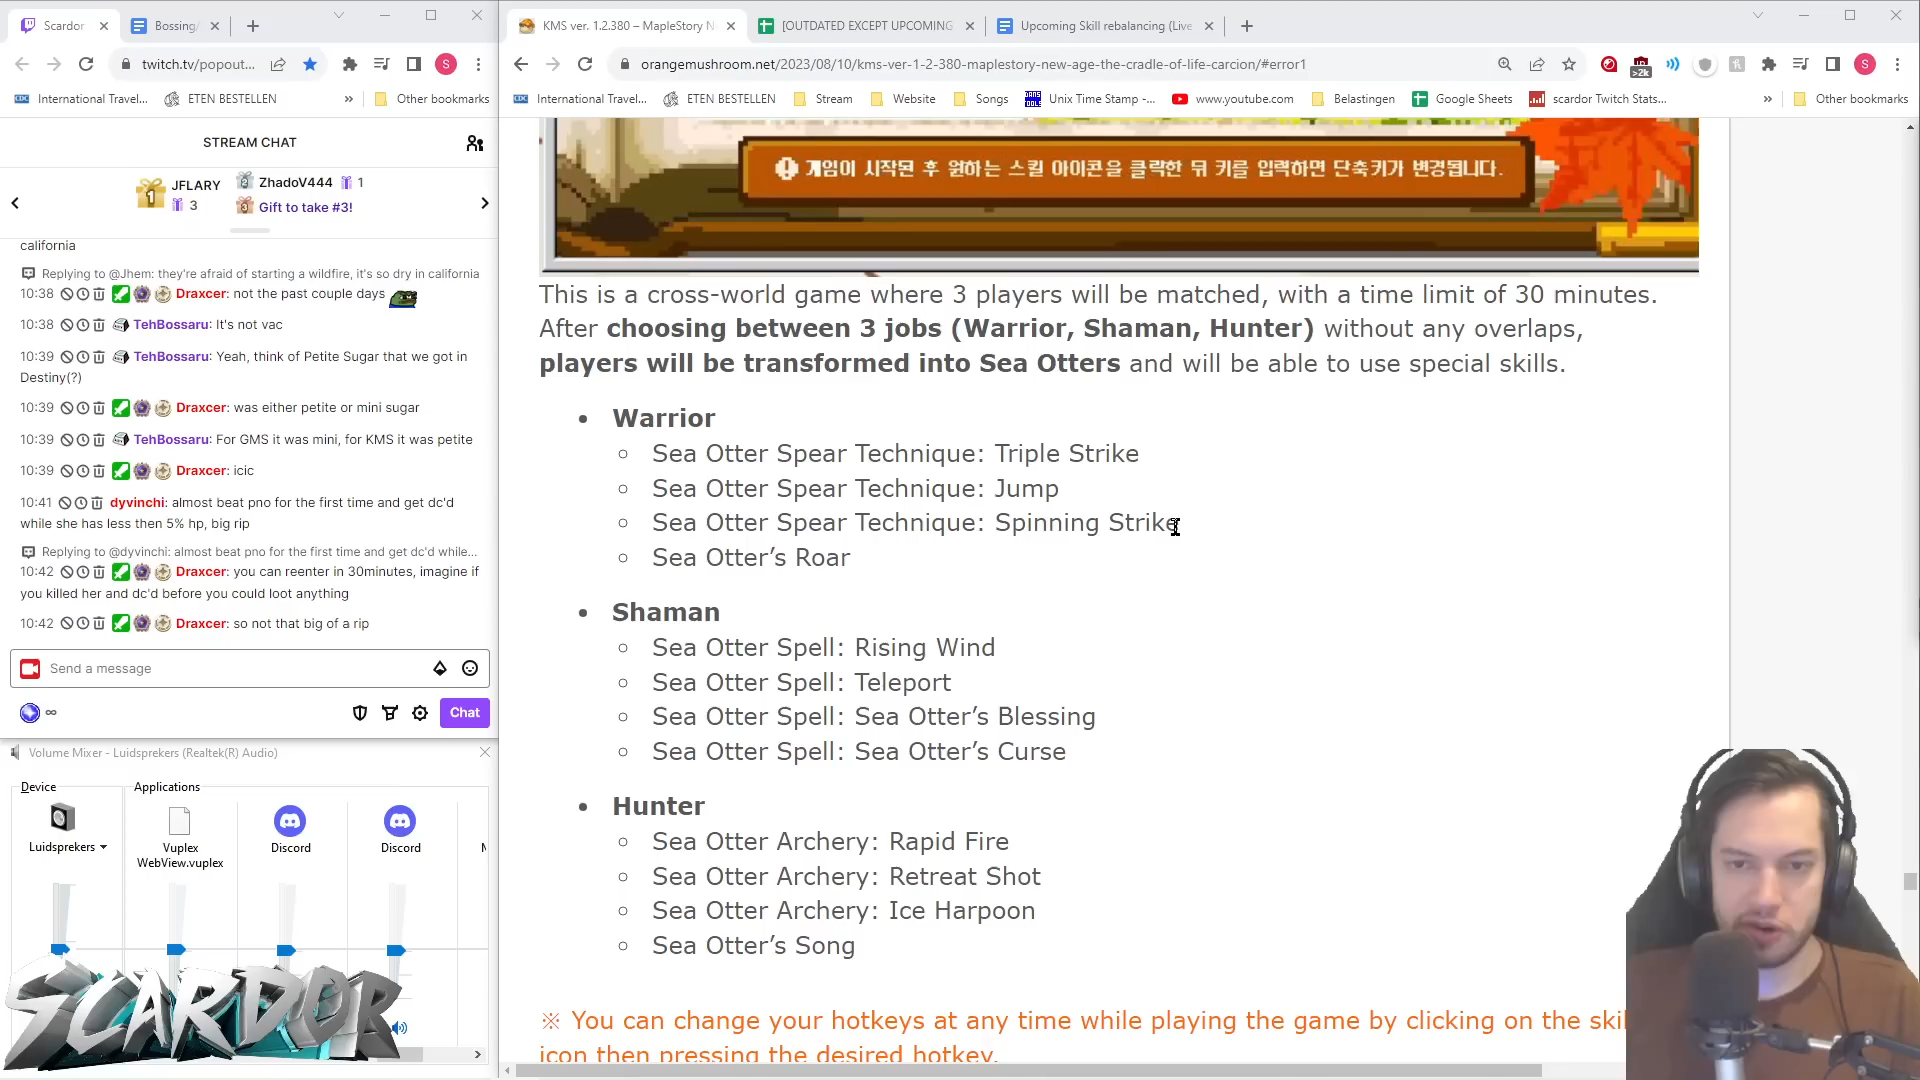 Scardor
Bossing/
KMS ver. 1.2.380 – MapleStory N
[OUTDATED EXCEPT UPCOMING
Upcoming Skill rebalancing (Live
twitch.tv/popout...
S
orangemushroom.net/2023/08/10/kms-ver-1-2-380-maplestory-new-age-the-cradle-of-life-carcion/#error1
>2k
S
International Travel...
ETEN BESTELLEN
»
Other bookmarks
International Travel...
ETEN BESTELLEN
Stream
Website
Songs
Unix Time Stamp -...
www.youtube.com
Belastingen
Google Sheets
scardor Twitch Stats...
»
Other bookmarks
STREAM CHAT
1
JFLARY
3
2
ZhadoV444
1
3
Gift to take #3!
california
Replying to @Jhem: they're afraid of starting a wildfire, it's so dry in california
10:38 Draxcer: not the past couple days
10:38 TehBossaru: It's not vac
10:39 TehBossaru: Yeah, think of Petite Sugar that we got in
Destiny(?)
10:39 Draxcer: was either petite or mini sugar
10:39 TehBossaru: For GMS it was mini, for KMS it was petite
10:39 Draxcer: icic
10:41 dyvinchi: almost beat pno for the first time and get dc'd
while she has less then 5% hp, big rip
Replying to @dyvinchi: almost beat pno for the first time and get dc'd while...
10:42 Draxcer: you can reenter in 30minutes, imagine if
you killed her and dc'd before you could loot anything
10:42 Draxcer: so not that big of a rip
Send a message
∞
Chat
Volume Mixer - Luidsprekers (Realtek(R) Audio)
Device
Applications
Luidsprekers
Vuplex
WebView.vuplex
Discord
Discord
SCARDOR
게임이 시작된 후 원하는 스킬 아이콘을 클릭한 뒤 키를 입력하면 단축키가 변경됩니다.
This is a cross-world game where 3 players will be matched, with a time limit of 30 minutes.
After choosing between 3 jobs (Warrior, Shaman, Hunter) without any overlaps,
players will be transformed into Sea Otters and will be able to use special skills.
• Warrior
Sea Otter Spear Technique: Triple Strike
Sea Otter Spear Technique: Jump
Sea Otter Spear Technique: Spinning Strike
Sea Otter’s Roar
• Shaman
Sea Otter Spell: Rising Wind
Sea Otter Spell: Teleport
Sea Otter Spell: Sea Otter’s Blessing
Sea Otter Spell: Sea Otter’s Curse
• Hunter
Sea Otter Archery: Rapid Fire
Sea Otter Archery: Retreat Shot
Sea Otter Archery: Ice Harpoon
Sea Otter’s Song
※ You can change your hotkeys at any time while playing the game by clicking on the skil
icon then pressing the desired hotkey.